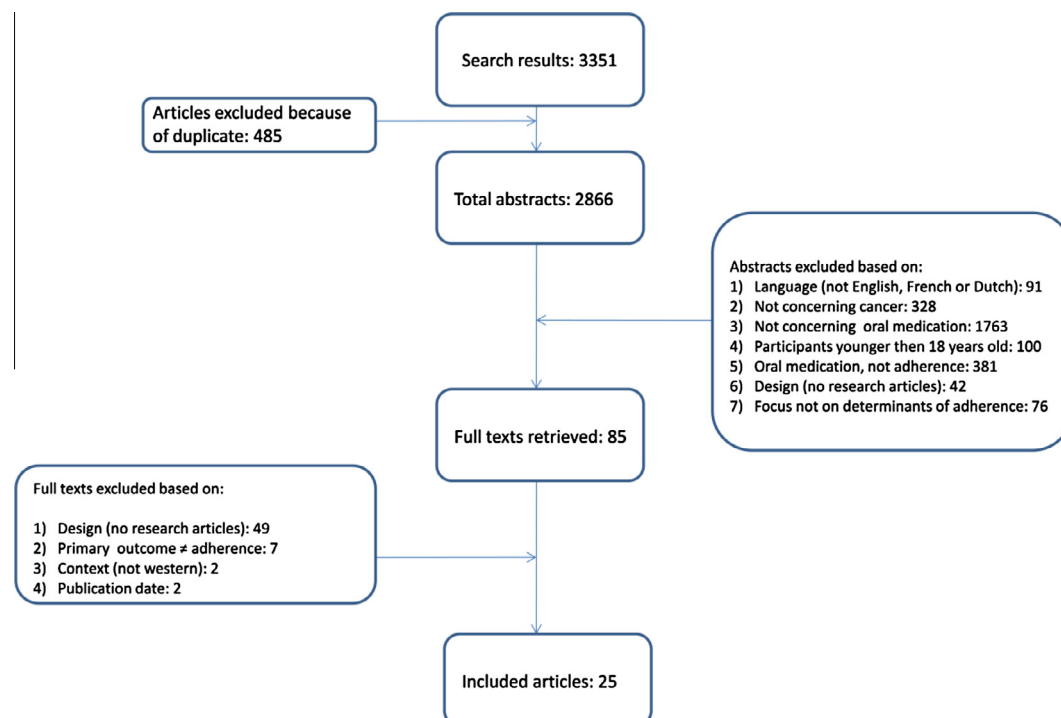 Search results: 3351
Articles excluded because
of duplicate: 485
Total abstracts: 2866
Abstracts excluded based on:
1) Language (not English, French or Dutch): 91
2) Not concerning cancer: 328
3) Not concerning oral medication: 1763
4) Participants younger then 18 years old: 100
5) Oral medication, not adherence: 381
6) Design (no research articles): 42
7) Focus not on determinants of adherence: 76
Full texts retrieved: 85
Full texts excluded based on:
1) Design (no research articles): 49
2) Primary outcome ≠ adherence: 7
3) Context (not western): 2
4) Publication date: 2
Included articles: 25